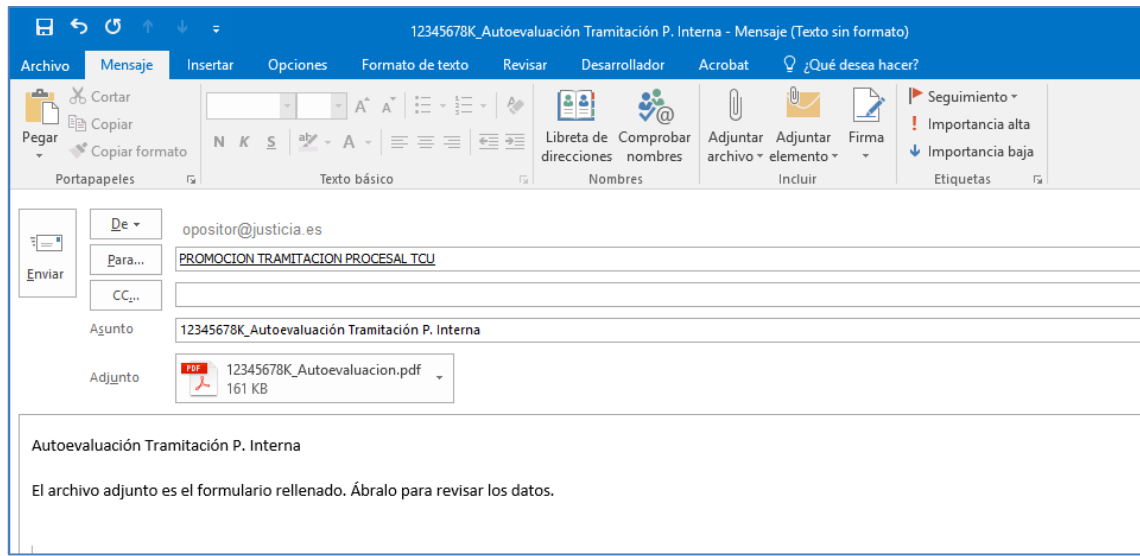 12345678K_Autoevaluación Tramitación P. Interna - Mensaje (Texto sin formato)
Archivo Mensaje Insertar Opciones Formato de texto Revisar Desarrollador Acrobat ¿Qué desea hacer?
Pegar
Cortar
Copiar
Copiar formato
Portapapeles
N K S
Texto básico
Libreta de direcciones
Comprobar nombres
Nombres
Adjuntar archivo
Adjuntar elemento
Firma
Incluir
Seguimiento
Importancia alta
Importancia baja
Etiquetas
Enviar
De opositor@justicia.es
Para... PROMOCION TRAMITACION PROCESAL TCU
CC...
Asunto 12345678K_Autoevaluación Tramitación P. Interna
Adjunto PDF 12345678K_Autoevaluacion.pdf
161 KB
Autoevaluación Tramitación P. Interna
El archivo adjunto es el formulario rellenado. Ábralo para revisar los datos.